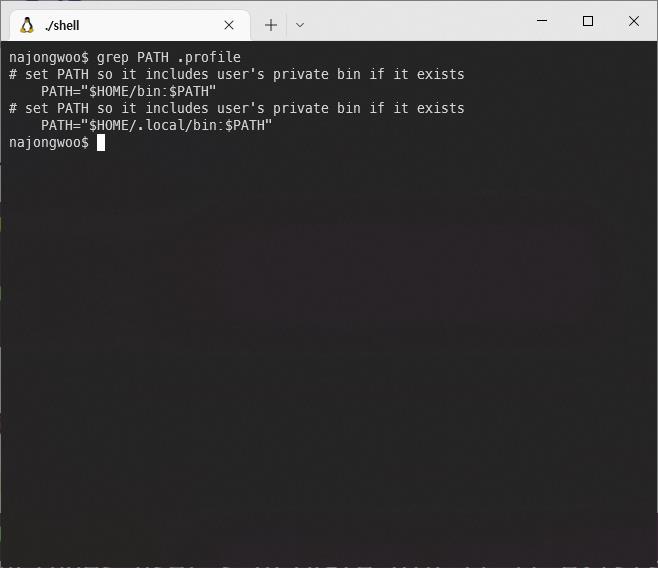 ./shell
najongwoo$ grep PATH .profile
# set PATH so it includes user's private bin if it exists
    PATH="$HOME/bin:$PATH"
# set PATH so it includes user's private bin if it exists
    PATH="$HOME/.local/bin:$PATH"
najongwoo$